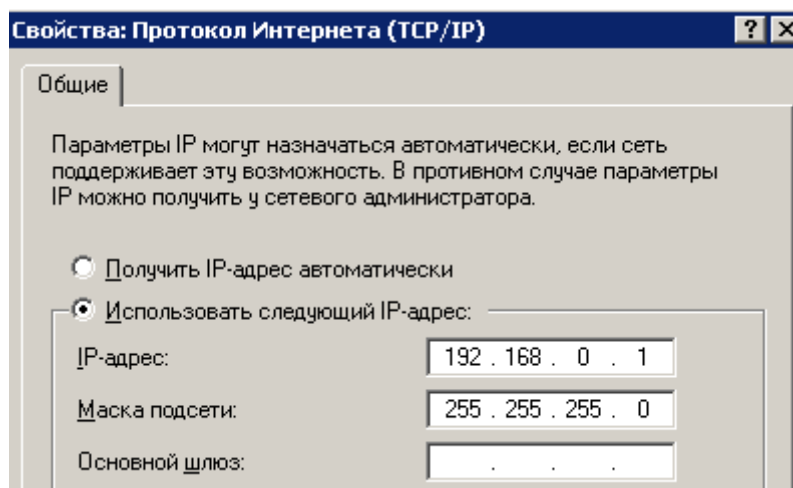 Свойства: Протокол Интернета (TCP/IP)
Общие
Параметры IP могут назначаться автоматически, если сеть
поддерживает эту возможность. В противном случае параметры
IP можно получить у сетевого администратора.
Получить IP-адрес автоматически
Использовать следующий IP-адрес:
IP-адрес: 192 . 168 . 0 . 1
Маска подсети: 255 . 255 . 255 . 0
Основной шлюз: . . .